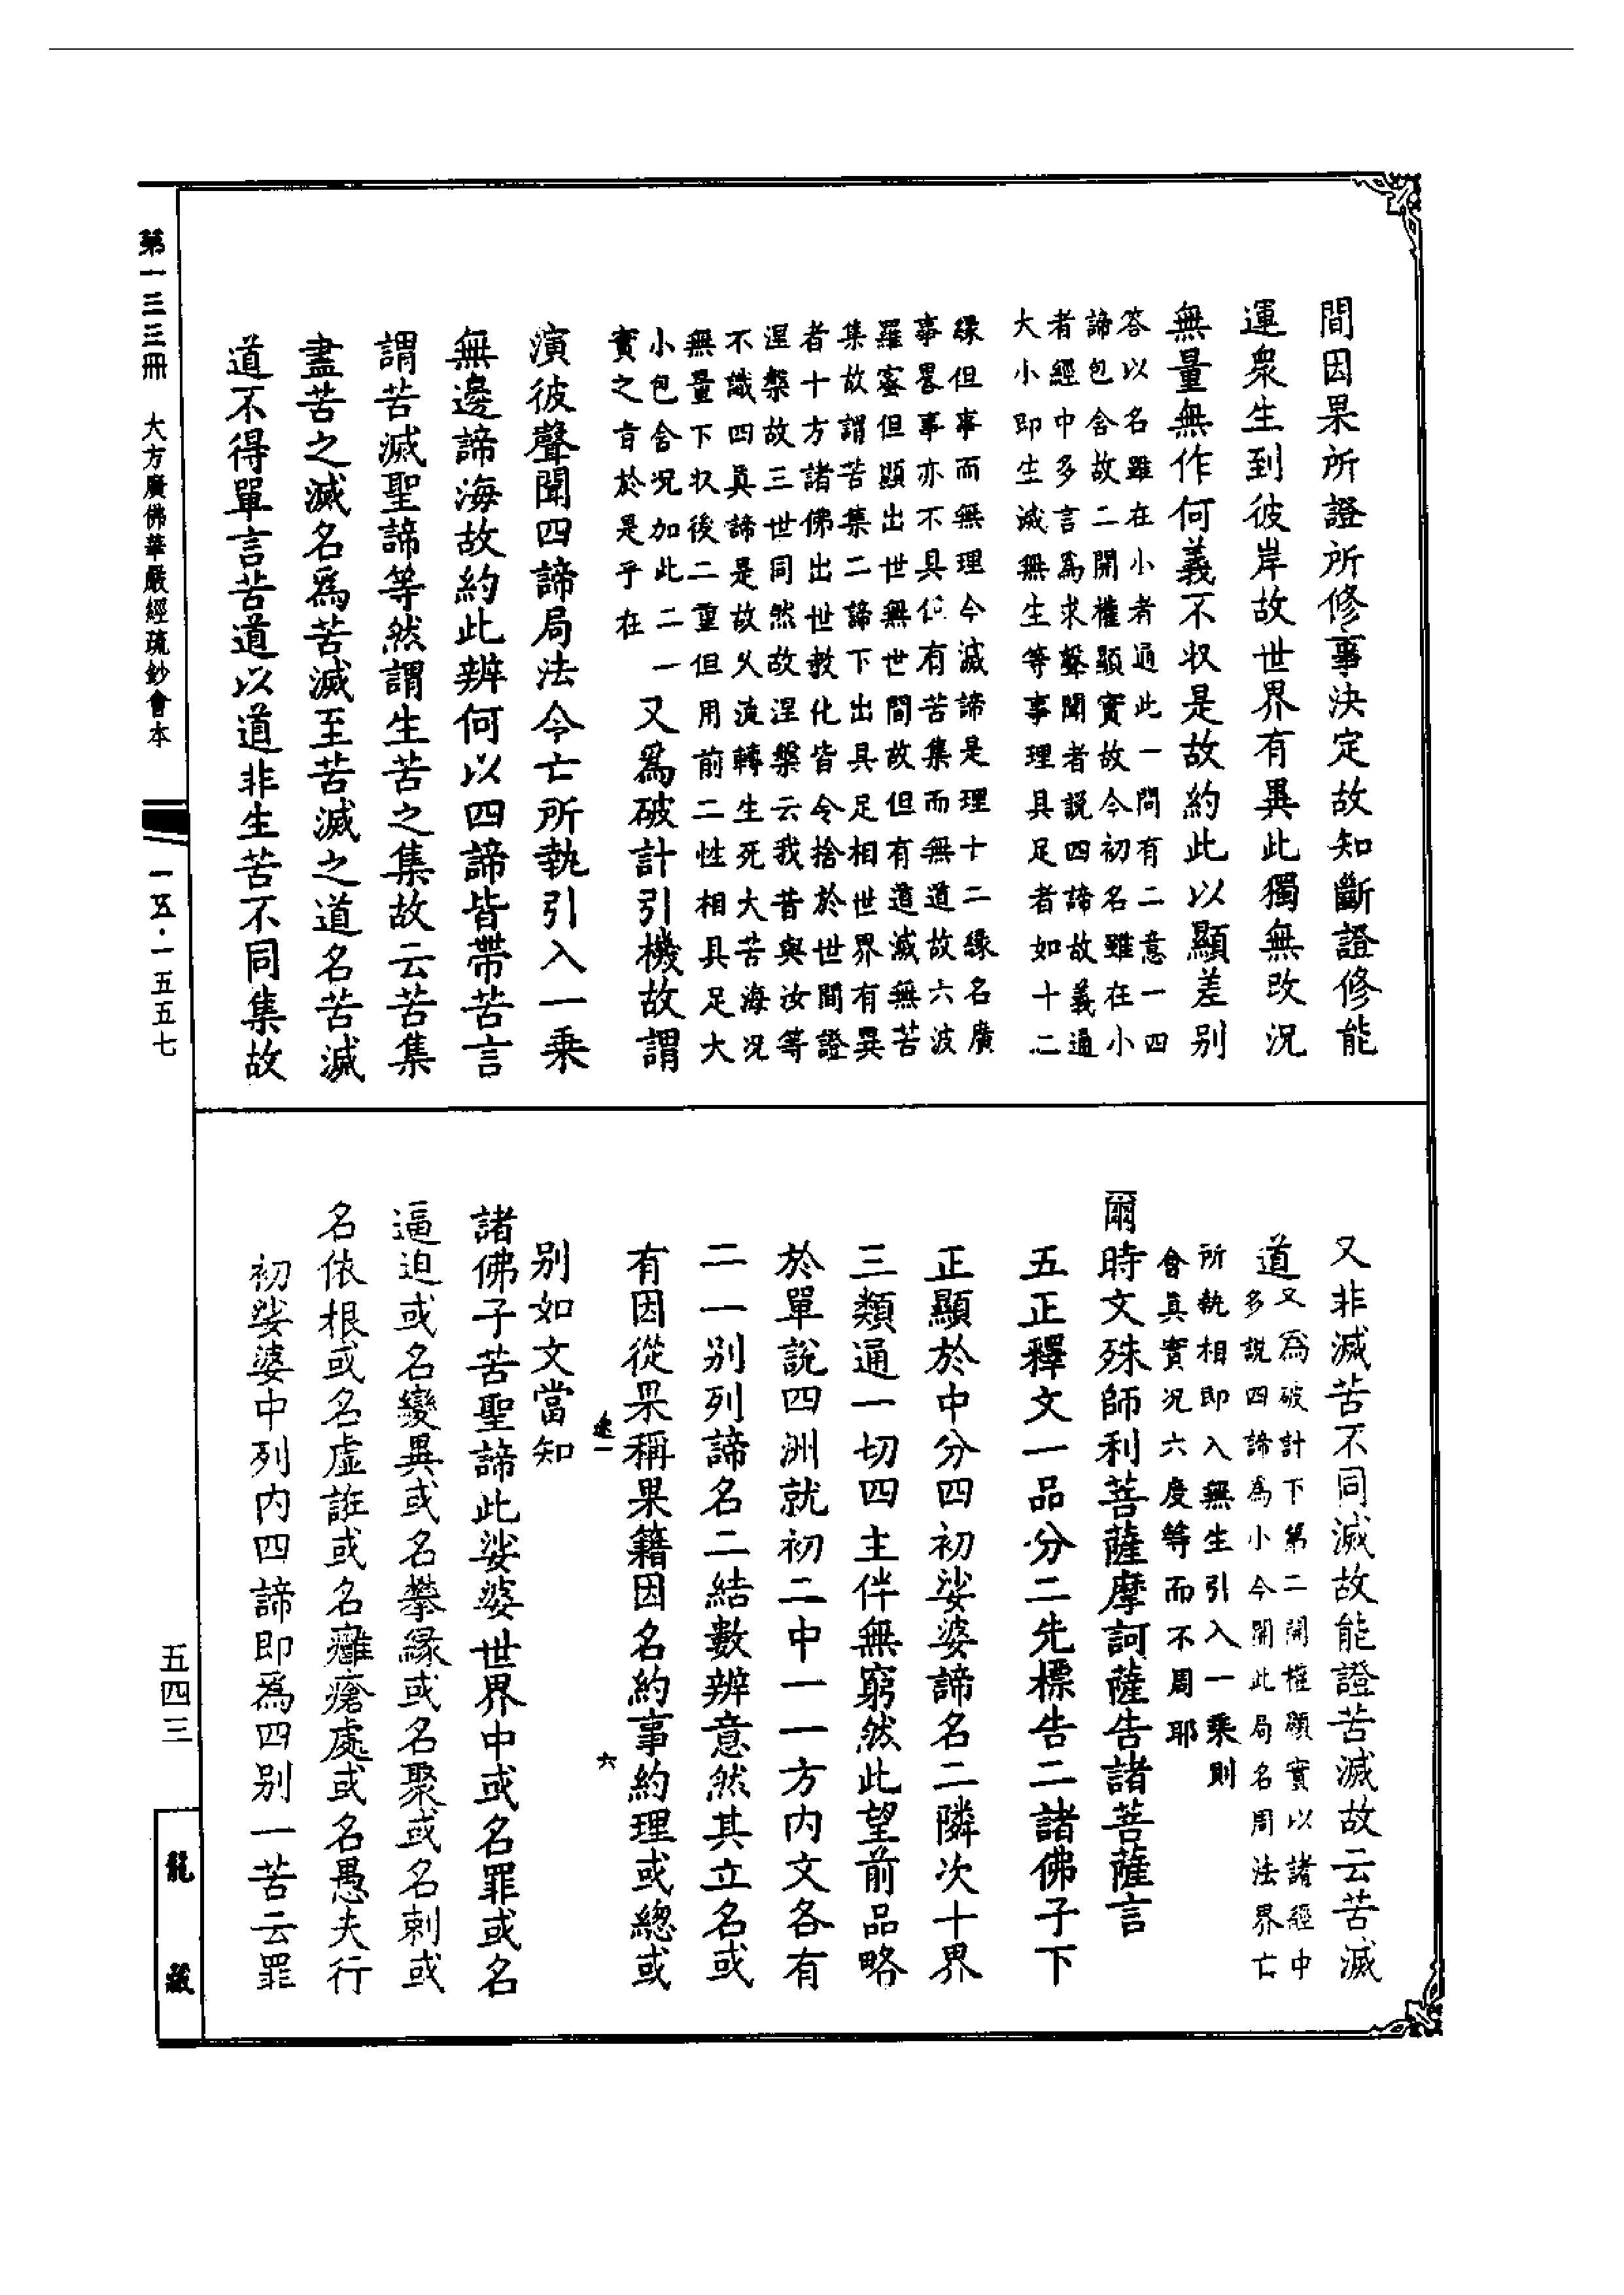 間因果所證所修事決定故知斷證修能
運衆生到彼岸故世界有異此獨無改況
無量無作何義不收是故約此以顯差別
答以名雖在小者通此一問有二意一四
諦包含故二開權顯實故今初名雖在小
者經中多言為求聲聞者說四諦故義通
大小即生滅無生等事理具足者如十二
緣但事而無理今滅諦是理十二緣名廣
事畧事亦不具但有苦集而無道故六波
羅蜜但顯出世無世間故但有道滅無苦
集故謂苦集二諦下出具足相世界有異
者十方諸佛出世教化皆令捨於世間證
涅槃故三世同然故涅槃云我昔與汝等
不識四真諦是故久流轉生死大苦海況
無量下收後二重但用前二性相具足大
小包含況加此二一
實之旨於是乎在
又爲破計引機故謂
演彼聲聞四諦局法今亡所執引入一乗
無邊諦海故約此辨何以四諦皆帶苦言
謂苦滅聖諦等然謂生苦之集故云苦集
盡苦之滅名爲苦滅至苦滅之道名苦滅
道不得單言苦道以道非生苦不同集故
又非滅苦不同滅故能證苦滅故云苦滅
道
又為破計下第二開權顯實以諸經中
多說四諦為小今開此局名周法界亡
所執相即入無生引入一乗則
會真實況六度等而不周耶
爾時文殊師利菩薩摩訶薩告諸菩薩言
五正釋文一品分二先標告二諸佛子下
正顯於中分四初娑婆諦名二隣次十界
三類通一切四主伴無窮然此望前品略
於單說四洲就初二中一一方內文各有
二一別列諦名二結數辨意然其立名或
有因從果稱果籍因名約事約理或總或
六
別如文當知
諸佛子苦聖諦此娑婆世界中或名罪或名
逼迫或名變異或名攀緣或名聚或名刺或
名依根或名虛誑或名癰瘡處或名愚夫行
初娑婆中列内四諦即爲四別一苦云罪
第一三三冊　大方廣佛華嚴經疏鈔會本
一五·一五五七
五四三
龍藏